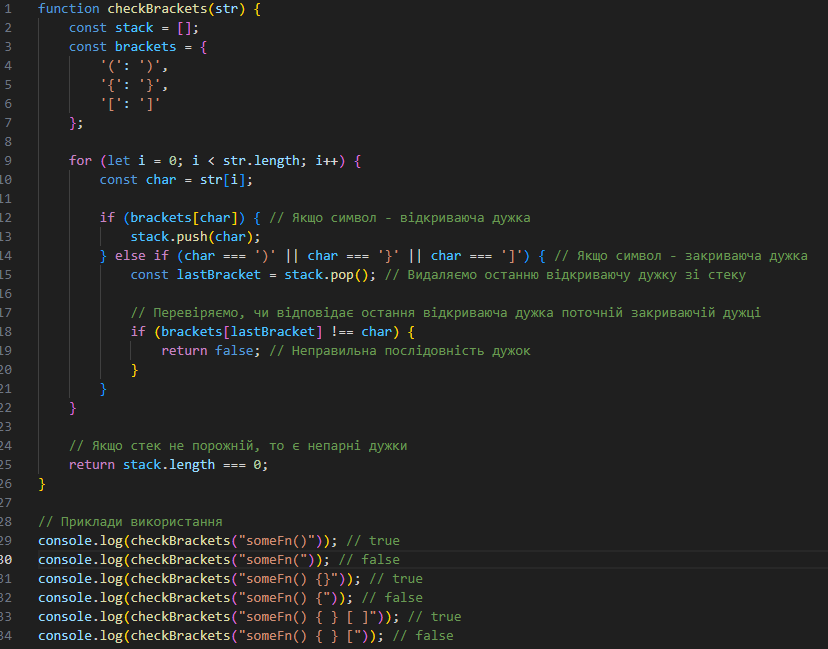 1 function checkBrackets(str) {
2     const stack = [];
3     const brackets = {
4         '(': ')',
5         '{': '}',
6         '[': ']'
7     };
8
9     for (let i = 0; i < str.length; i++) {
10         const char = str[i];
11
12         if (brackets[char]) { // Якщо символ - відкриваюча дужка
13             stack.push(char);
14         } else if (char === ')' || char === '}' || char === ']') { // Якщо символ - закриваюча дужка
15             const lastBracket = stack.pop(); // Видаляємо останню відкриваючу дужку зі стеку
16
17             // Перевіряємо, чи відповідає остання відкриваюча дужка поточній закриваючій дужці
18             if (brackets[lastBracket] !== char) {
19                 return false; // Неправильна послідовність дужок
20             }
21         }
22     }
23
24     // Якщо стек не порожній, то є непарні дужки
25     return stack.length === 0;
26 }
27
28 // Приклади використання
29 console.log(checkBrackets("someFn()")); // true
30 console.log(checkBrackets("someFn(")); // false
31 console.log(checkBrackets("someFn() {}")); // true
32 console.log(checkBrackets("someFn() {")); // false
33 console.log(checkBrackets("someFn() { } [ ]")); // true
34 console.log(checkBrackets("someFn() { } [")); // false